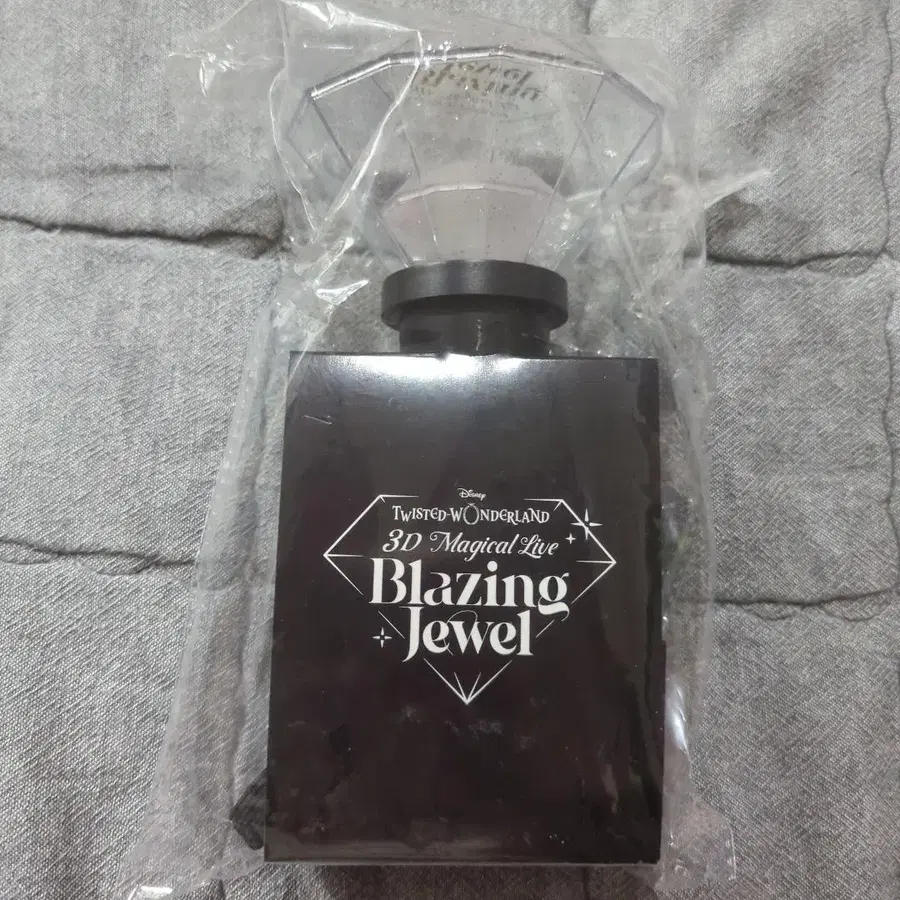 Disney
TWISTED-WONDERLAND
3D Magical Live
Blazing
Jewel